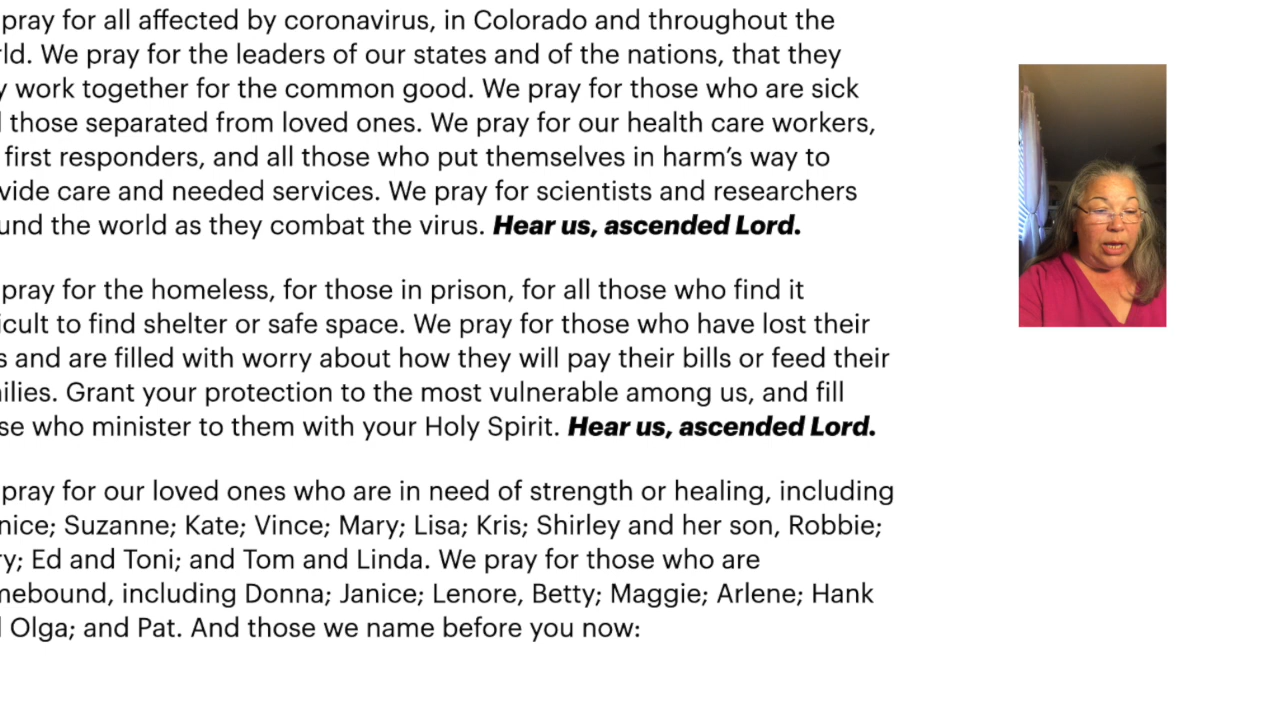 pray for all affected by coronavirus, in Colorado and throughout the
rld. We pray for the leaders of our states and of the nations, that they
y work together for the common good. We pray for those who are sick
those separated from loved ones. We pray for our health care workers,
first responders, and all those who put themselves in harm’s way to
vide care and needed services. We pray for scientists and researchers
und the world as they combat the virus. Hear us, ascended Lord.
pray for the homeless, for those in prison, for all those who find it
icult to find shelter or safe space. We pray for those who have lost their
s and are filled with worry about how they will pay their bills or feed their
ilies. Grant your protection to the most vulnerable among us, and fill
se who minister to them with your Holy Spirit. Hear us, ascended Lord.
pray for our loved ones who are in need of strength or healing, including
nice; Suzanne; Kate; Vince; Mary; Lisa; Kris; Shirley and her son, Robbie;
ry; Ed and Toni; and Tom and Linda. We pray for those who are
mebound, including Donna; Janice; Lenore, Betty; Maggie; Arlene; Hank
Olga; and Pat. And those we name before you now: